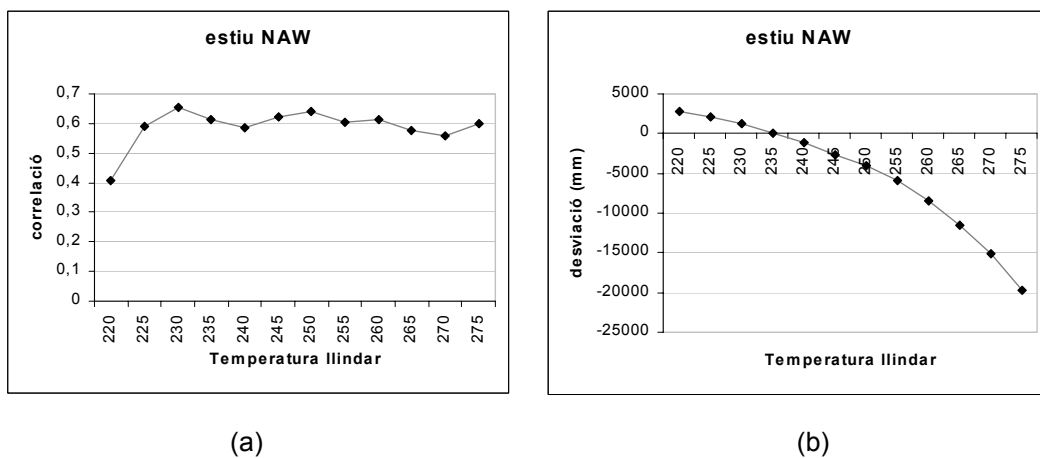 estiu NAW
correlació
0,7
0,6
0,5
0,4
0,3
0,2
0,1
0
220 225 230 235 240 245 250 255 260 265 270 275
Temperatura llindar
(a)
estiu NAW
desviació (mm)
5000
0
-5000
-10000
-15000
-20000
-25000
220 225 230 235 240 245 250 255 260 265 270 275
Temperatura llindar
(b)